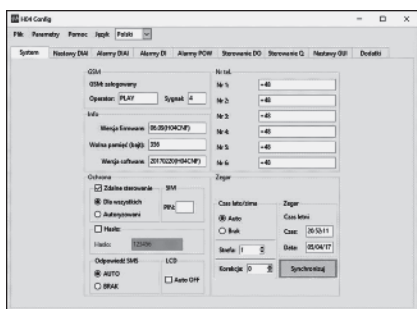 H04 Config
Plik Parametry Pomoc Język Polski
System Nastawy DIAI Alarmy DIAI Alarmy DI Alarmy POW Sterowanie DO Sterowanie Q Nastawy GUI Dodatki
GSM
GSM: zalogowany
Operator: PLAY Sygnał: 4
Info
Wersja firmware: 06.09(H04CNF)
Wolna pamięć (bajt): 356
Wersja software: 20170220(H04CNF)
Ochrona
Zdalne sterowanie
Dla wszystkich
Autoryzowani
SIM
PIN:
Hasło:
Hasło: 123456
Odpowiedź SMS
AUTO
BRAK
LCD
Auto OFF
Nr tel.
Nr 1: +48
Nr 2: +48
Nr 3: +48
Nr 4: +48
Nr 5: +48
Nr 6: +48
Zegar
Czas lato/zima
Auto
Brak
Strefa: 1
Korekcja: 0
Zegar
Czas letni
Czas: 20:52:11
Data: 05/04/17
Synchronizuj